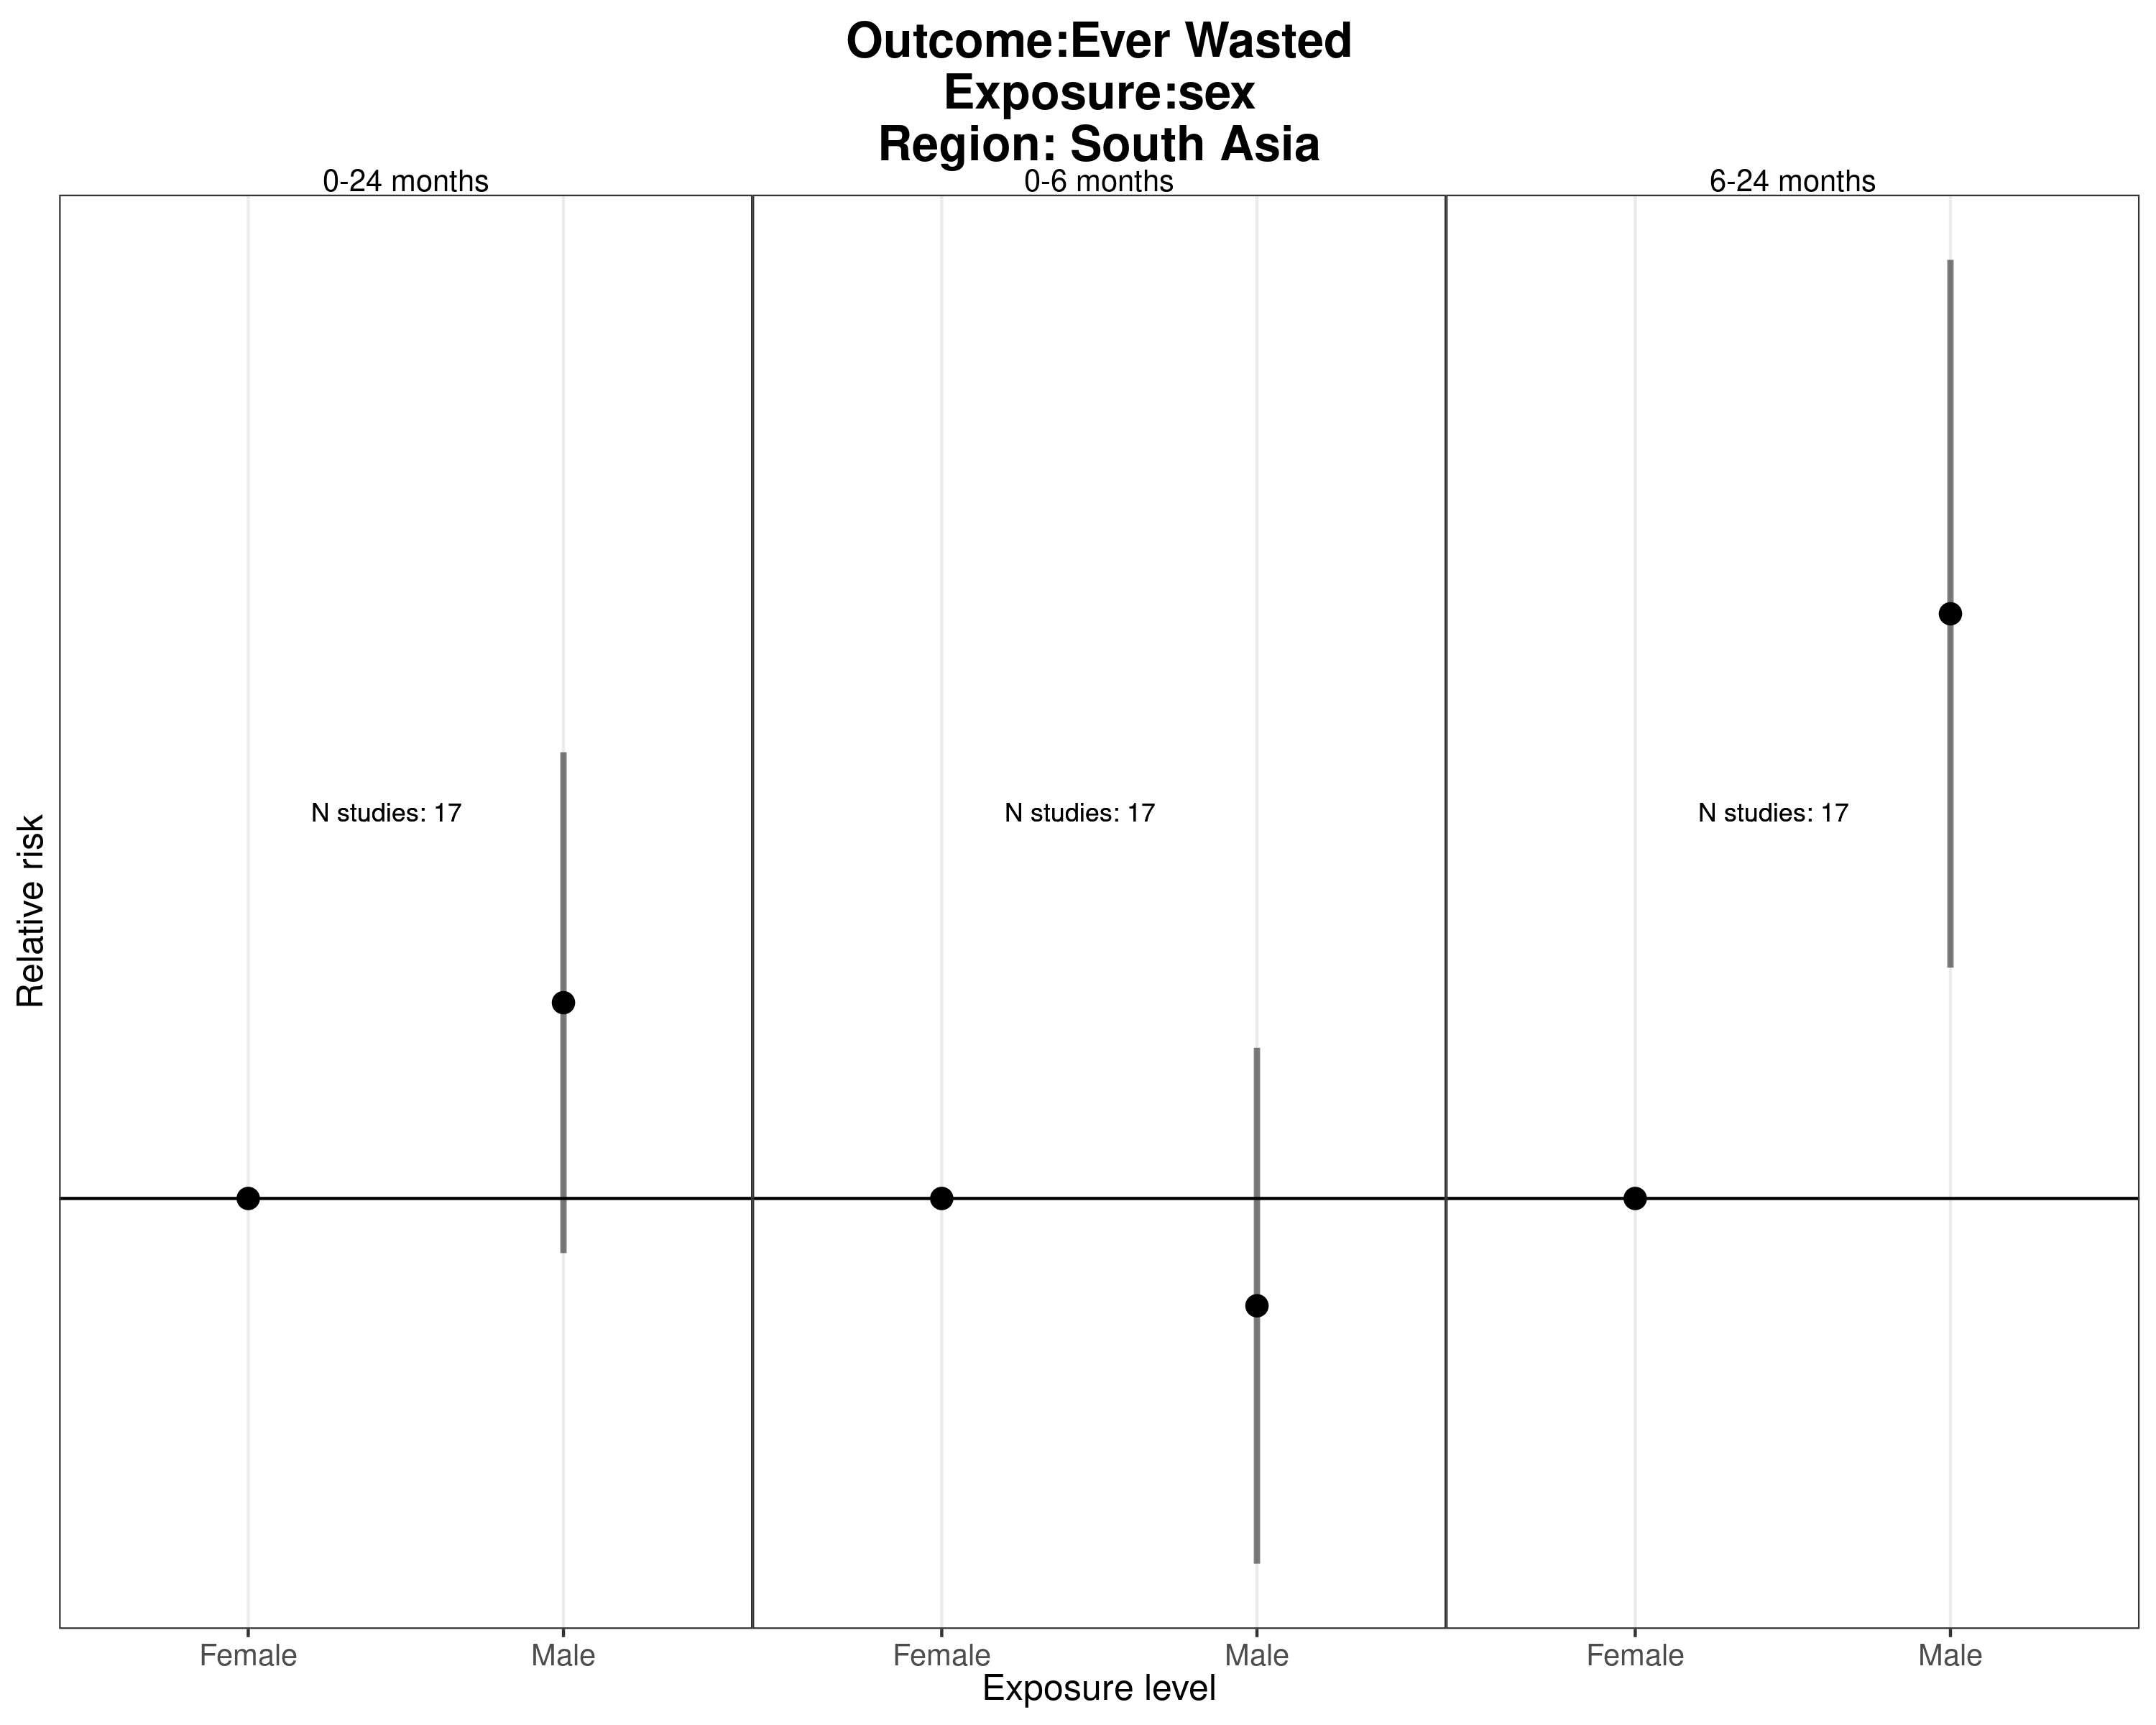 Outcome:Ever Wasted
Exposure:sex
Region: South Asia
0-24 months
0-6 months
6-24 months
N studies: 17
N studies: 17
N studies: 17
Relative risk
Female
Male
Female
Male
Female
Male
Exposure level